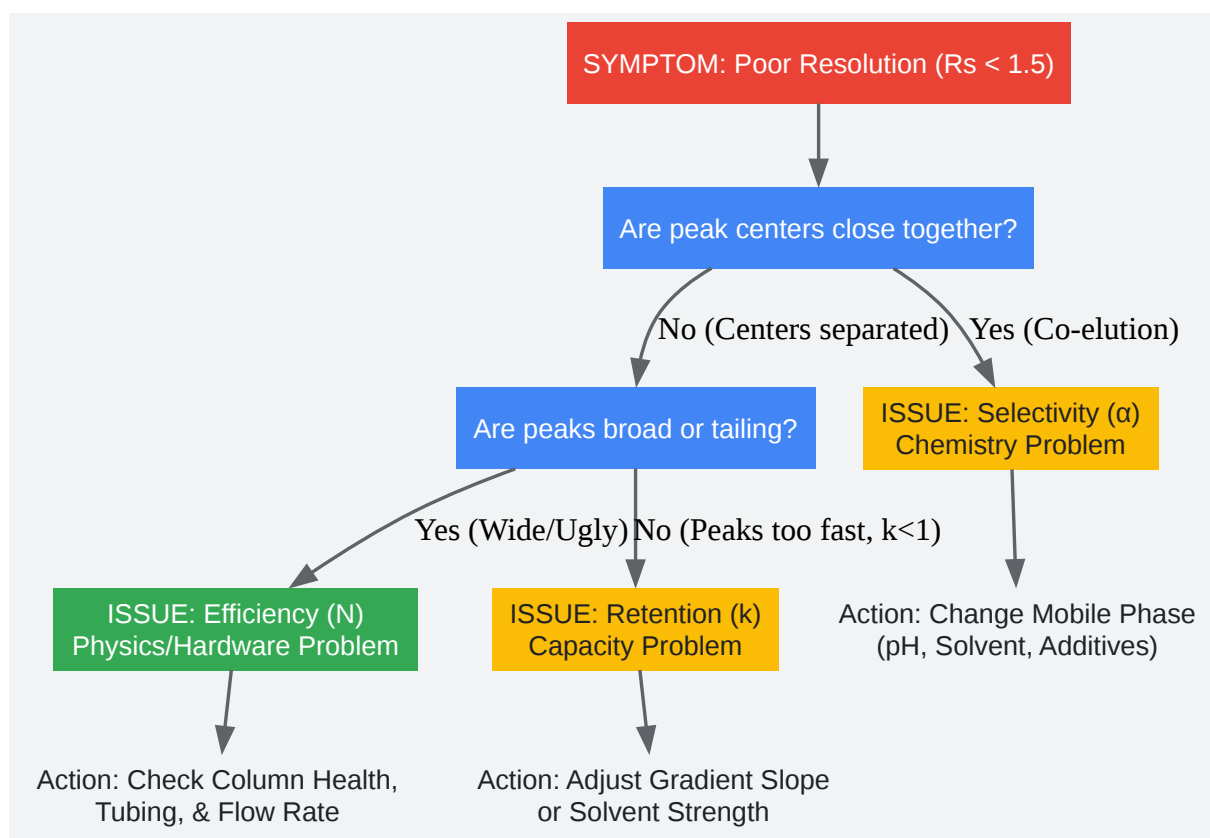 SYMPTOM: Poor Resolution (Rs < 1.5)
Are peak centers close together?
No (Centers separated)
Yes (Co-elution)
Are peaks broad or tailing?
ISSUE: Selectivity (α)
Chemistry Problem
Yes (Wide/Ugly)
No (Peaks too fast, k<1)
ISSUE: Efficiency (N)
Physics/Hardware Problem
ISSUE: Retention (k)
Capacity Problem
Action: Change Mobile Phase
(pH, Solvent, Additives)
Action: Check Column Health,
Tubing, & Flow Rate
Action: Adjust Gradient Slope
or Solvent Strength